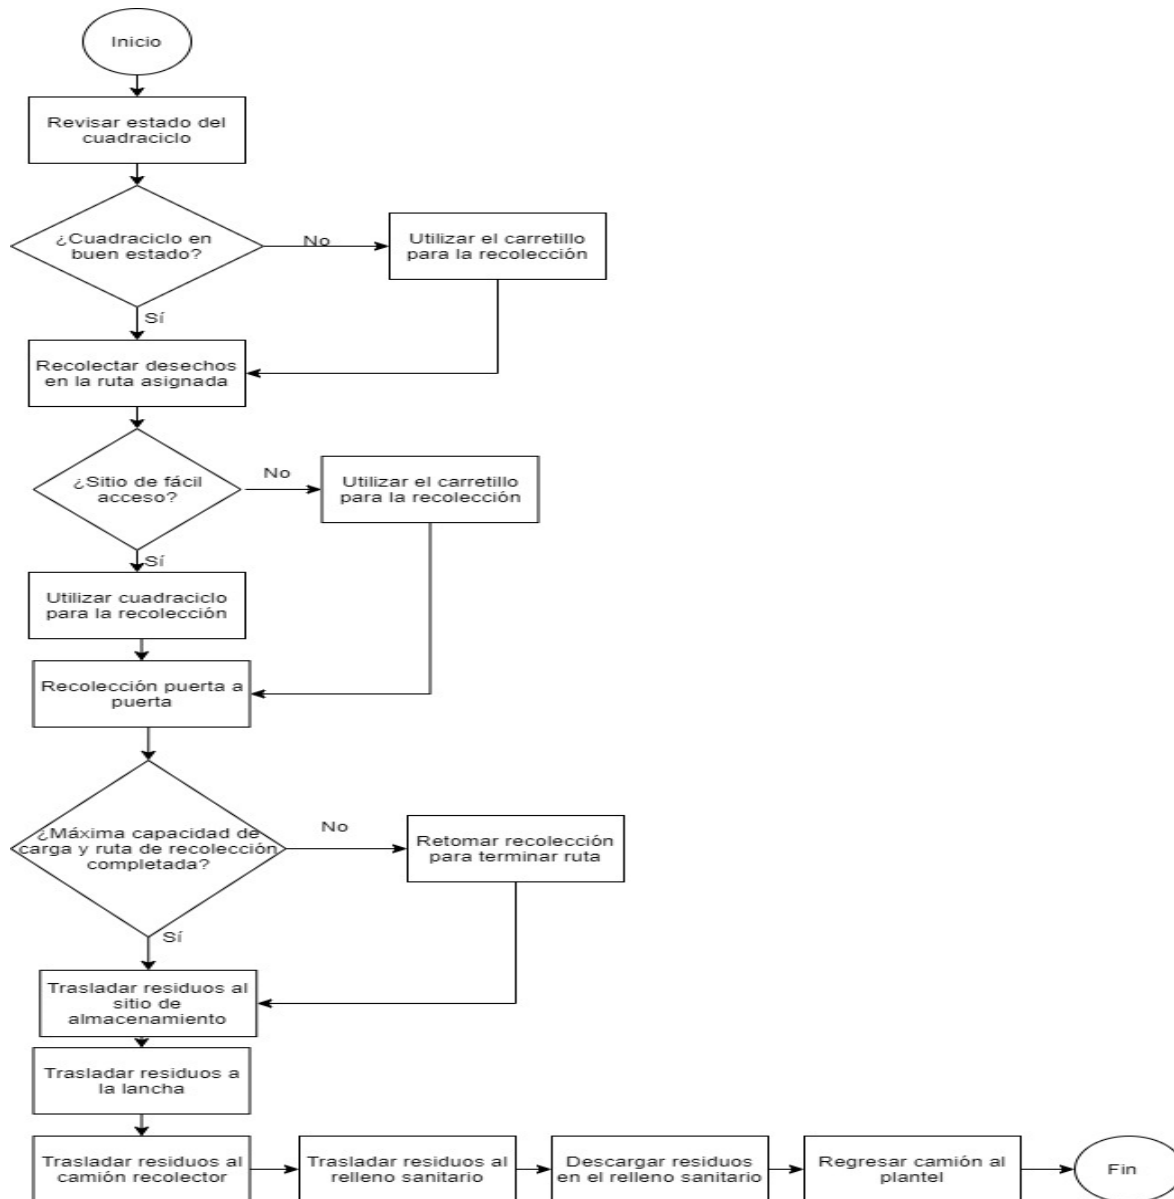 Inicio
Revisar estado del
cuadraciclo
¿Cuadraciclo en
buen estado?
No
Utilizar el carretillo
para la recolección
Sí
Recolectar desechos
en la ruta asignada
¿Sitio de fácil
acceso?
No
Utilizar el carretillo
para la recolección
Sí
Utilizar cuadraciclo
para la recolección
Recolección puerta a
puerta
¿Máxima capacidad de
carga y ruta de recolección
completada?
No
Retomar recolección
para terminar ruta
Sí
Trasladar residuos al
sitio de
almacenamiento
Trasladar residuos a
la lancha
Trasladar residuos al
camión recolector
Trasladar residuos al
relleno sanitario
Descargar residuos
en el relleno sanitario
Regresar camión al
plantel
Fin